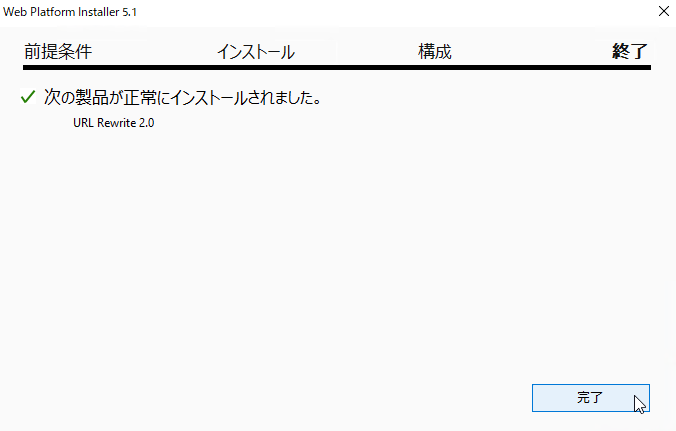 Web Platform Installer 5.1
前提条件 インストール 構成 終了
次の製品が正常にインストールされました。
URL Rewrite 2.0
完了